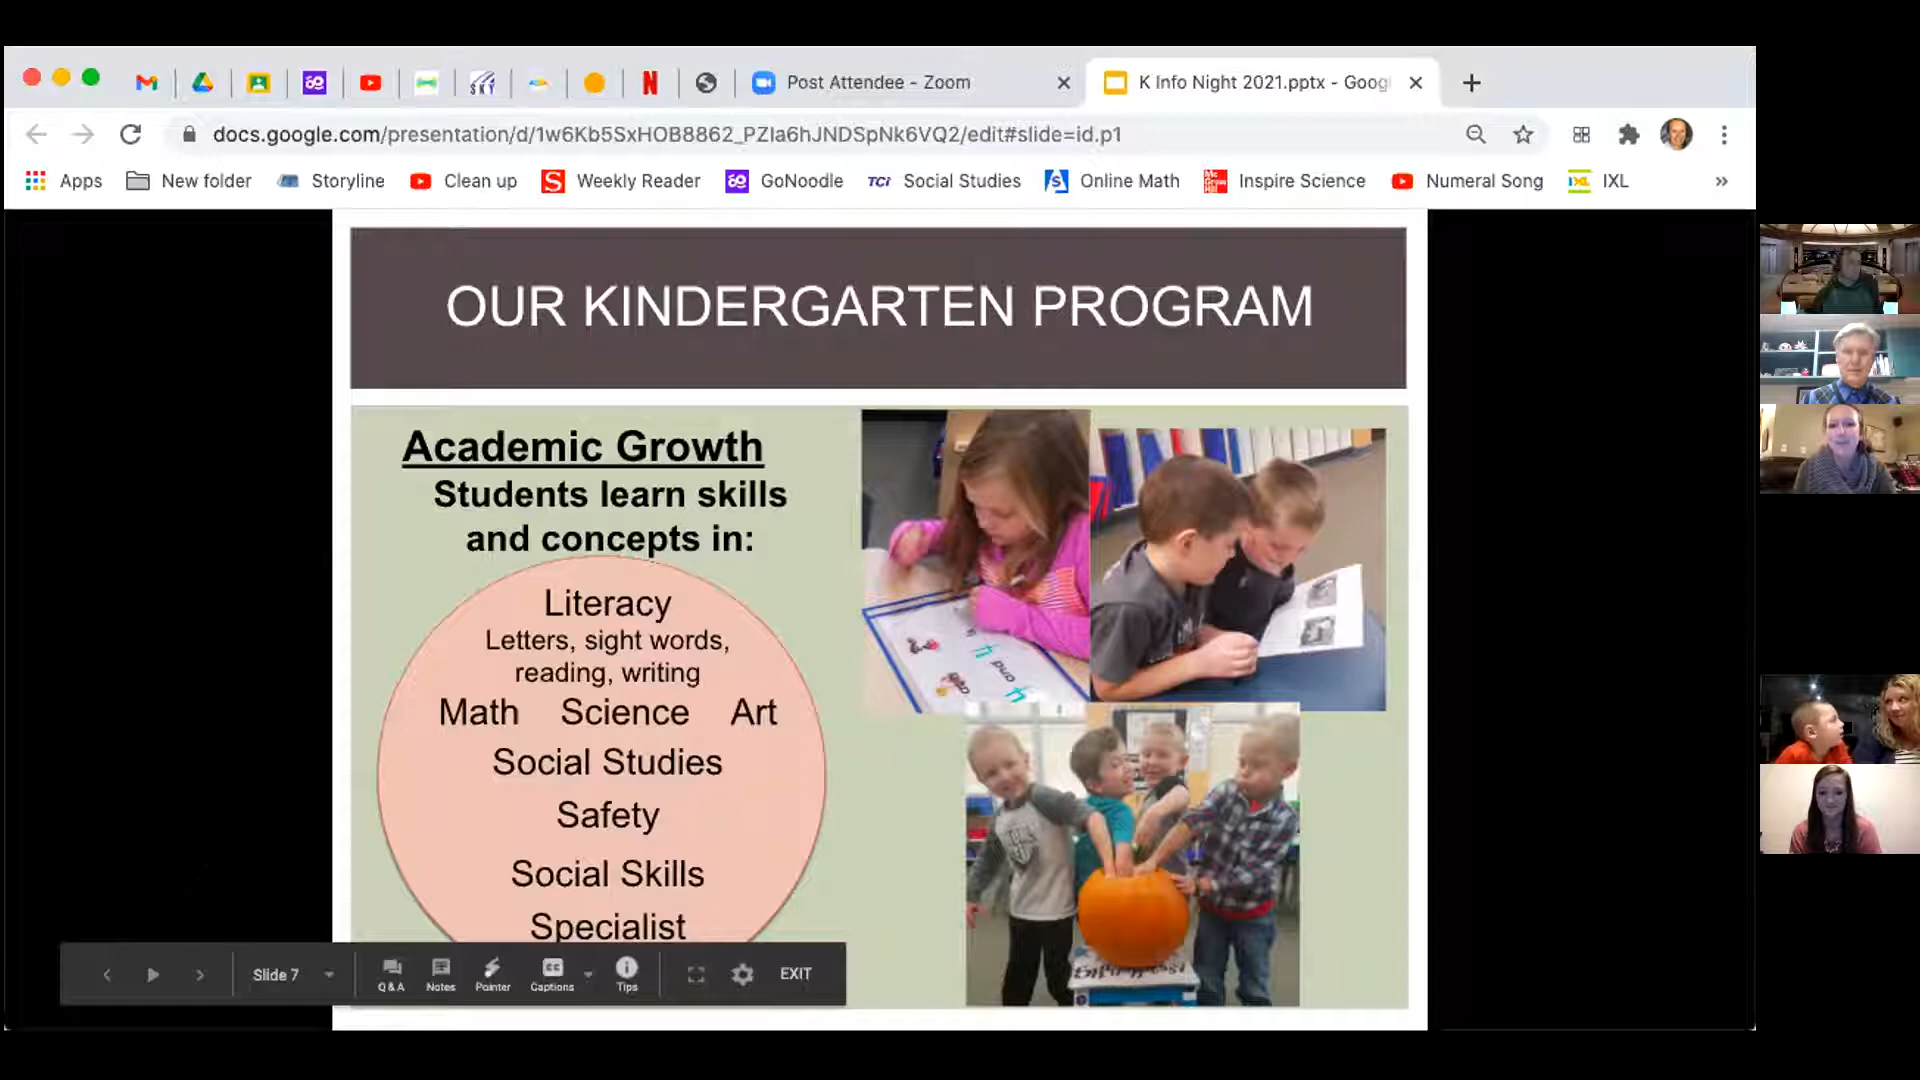 Post Attendee - Zoom
K Info Night 2021.pptx - Goog
docs.google.com/presentation/d/1w6Kb5SxHOB8862_PZIa6hJNDSpNk6VQ2/edit#slide=id.p1
Apps New folder Storyline Clean up Weekly Reader GoNoodle TCi Social Studies Online Math Inspire Science Numeral Song IXL IXL »
OUR KINDERGARTEN PROGRAM
Academic Growth
Students learn skills
and concepts in:
Literacy
Letters, sight words,
reading, writing
Math Science Art
Social Studies
Safety
Social Skills
Specialist
and
Slide 7 Q&A Notes Pointer Captions Tips EXIT